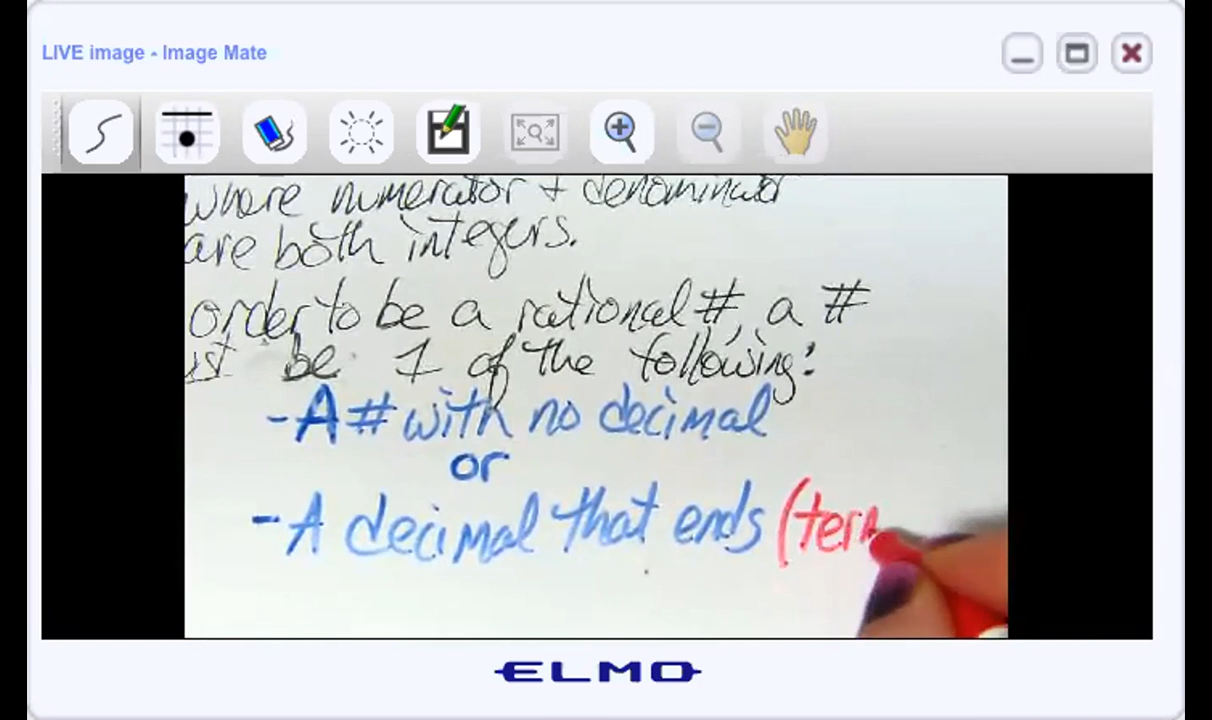 LIVE image - Image Mate
where numerator + denominator
are both integers.
order to be a rational #, a #
ust be 1 of the following:
- A # with no decimal
or
- A decimal that ends (term
ELMO